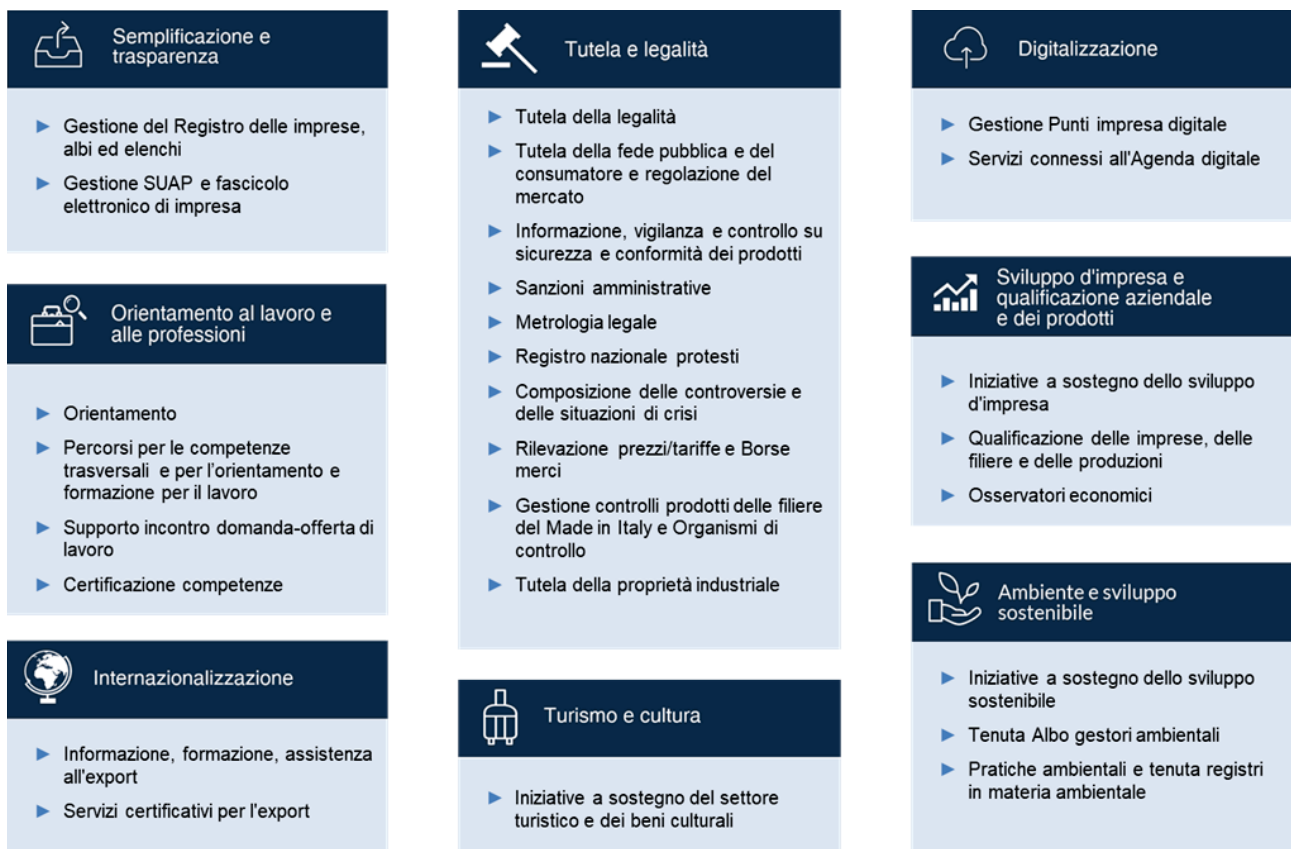 Semplificazione e
trasparenza
Gestione del Registro delle imprese,
albi ed elenchi
Gestione SUAP e fascicolo
elettronico di impresa
Orientamento al lavoro e
alle professioni
Orientamento
Percorsi per le competenze
trasversali e per l'orientamento e
formazione per il lavoro
Supporto incontro domanda-offerta di
lavoro
Certificazione competenze
Internazionalizzazione
Informazione, formazione, assistenza
all'export
Servizi certificativi per l'export
Tutela e legalità
Tutela della legalità
Tutela della fede pubblica e del
consumatore e regolazione del
mercato
Informazione, vigilanza e controllo su
sicurezza e conformità dei prodotti
Sanzioni amministrative
Metrologia legale
Registro nazionale protesti
Composizione delle controversie e
delle situazioni di crisi
Rilevazione prezzi/tariffe e Borse
merci
Gestione controlli prodotti delle filiere
del Made in Italy e Organismi di
controllo
Tutela della proprietà industriale
Turismo e cultura
Iniziative a sostegno del settore
turistico e dei beni culturali
Digitalizzazione
Gestione Punti impresa digitale
Servizi connessi all'Agenda digitale
Sviluppo d'impresa e
qualificazione aziendale
e dei prodotti
Iniziative a sostegno dello sviluppo
d'impresa
Qualificazione delle imprese, delle
filiere e delle produzioni
Osservatori economici
Ambiente e sviluppo
sostenibile
Iniziative a sostegno dello sviluppo
sostenibile
Tenuta Albo gestori ambientali
Pratiche ambientali e tenuta registri
in materia ambientale